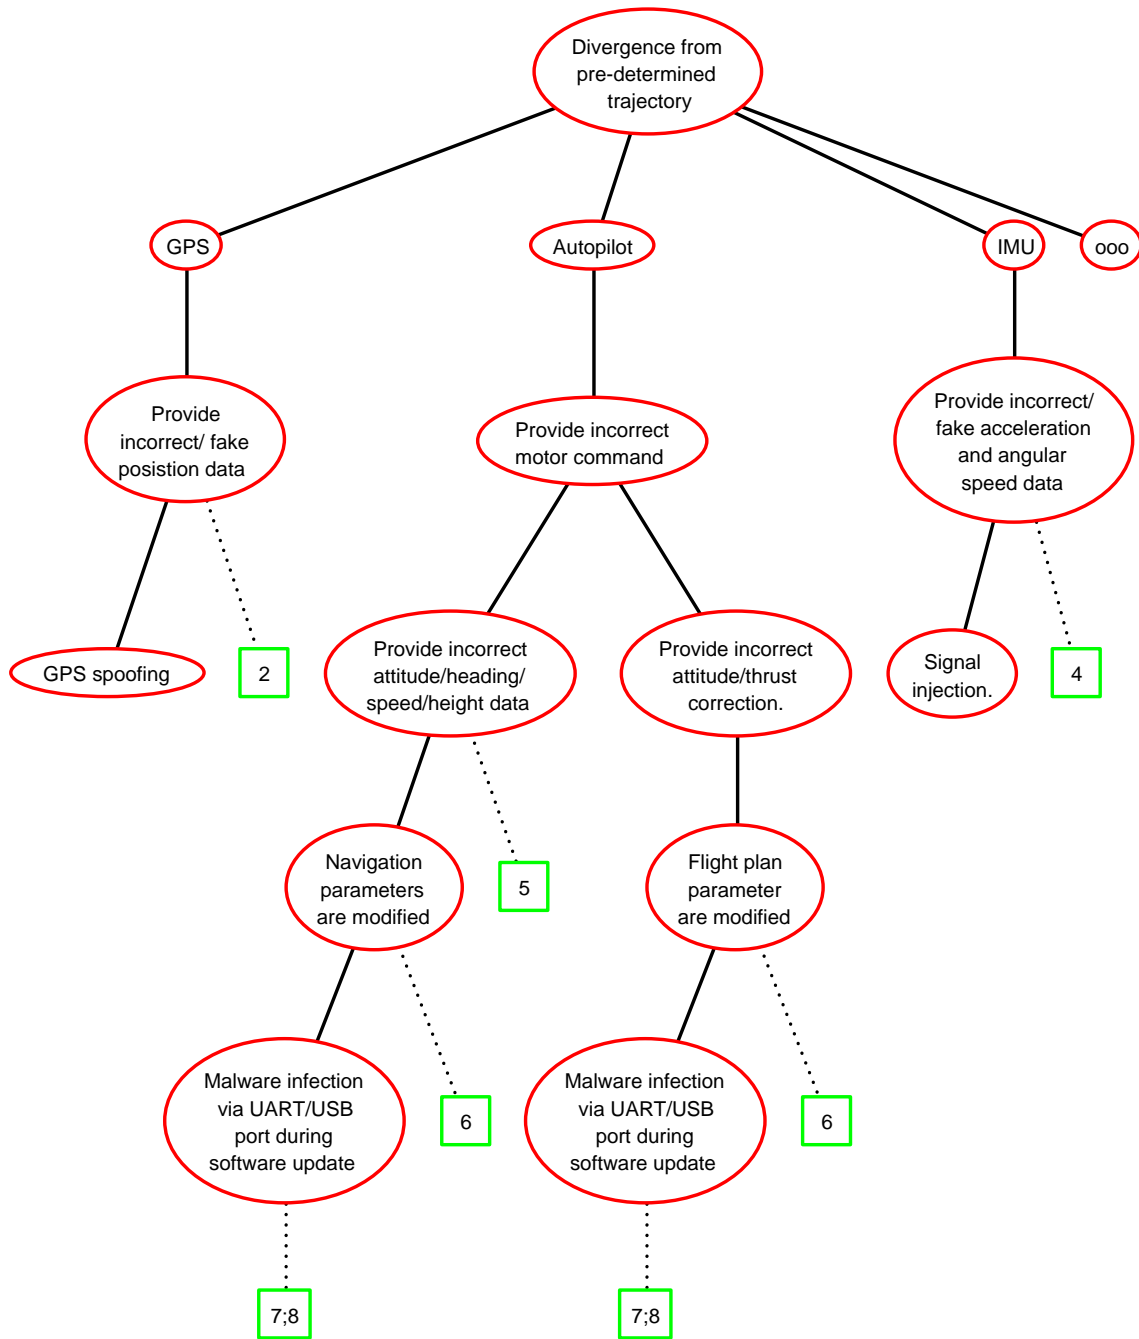 Divergence from
pre-determined
trajectory
GPS
Autopilot
IMU
ooo
Provide
incorrect/ fake
posistion data
Provide incorrect
motor command
Provide incorrect/
fake acceleration
and angular
speed data
GPS spoofing
2
Provide incorrect
attitude/heading/
speed/height data
Provide incorrect
attitude/thrust
correction.
Signal
injection.
4
Navigation
parameters
are modified
5
Flight plan
parameter
are modified
Malware infection
via UART/USB
port during
software update
6
Malware infection
via UART/USB
port during
software update
6
7;8
7;8